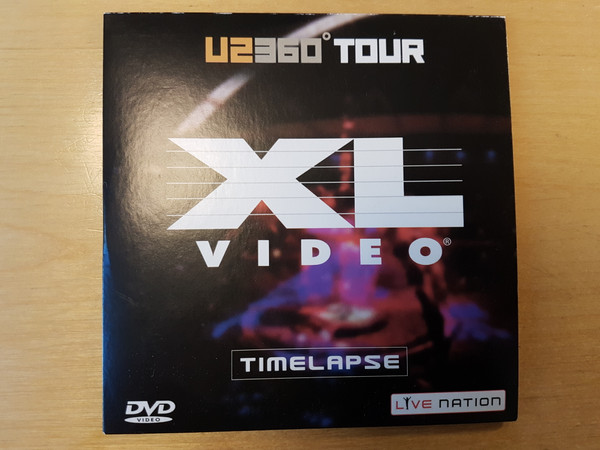 U2360° TOUR
XL
VIDEO®
TIMELAPSE
DVD
VIDEO
LIVE NATION